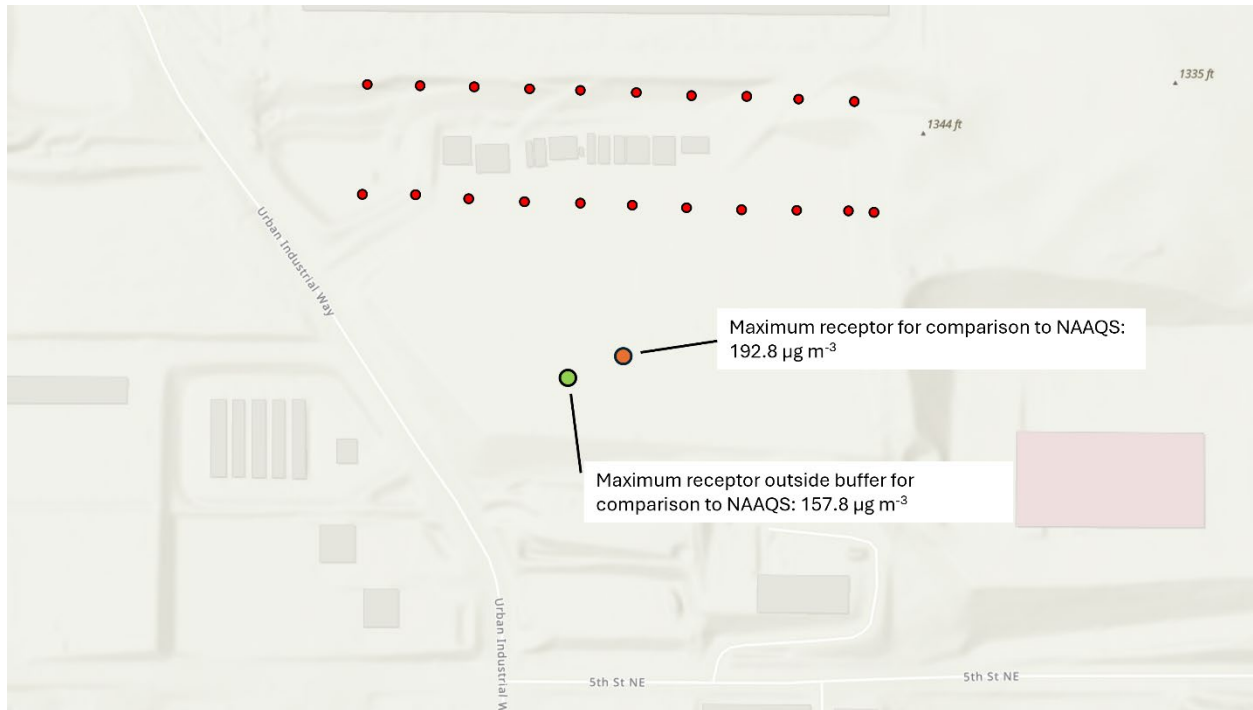 1335 ft
1344 ft
Urban Industrial Way
Maximum receptor for comparison to NAAQS:
192.8 µg m-3
Maximum receptor outside buffer for
comparison to NAAQS: 157.8 µg m-3
Urban Industrial W
5th St NE
5th St NE